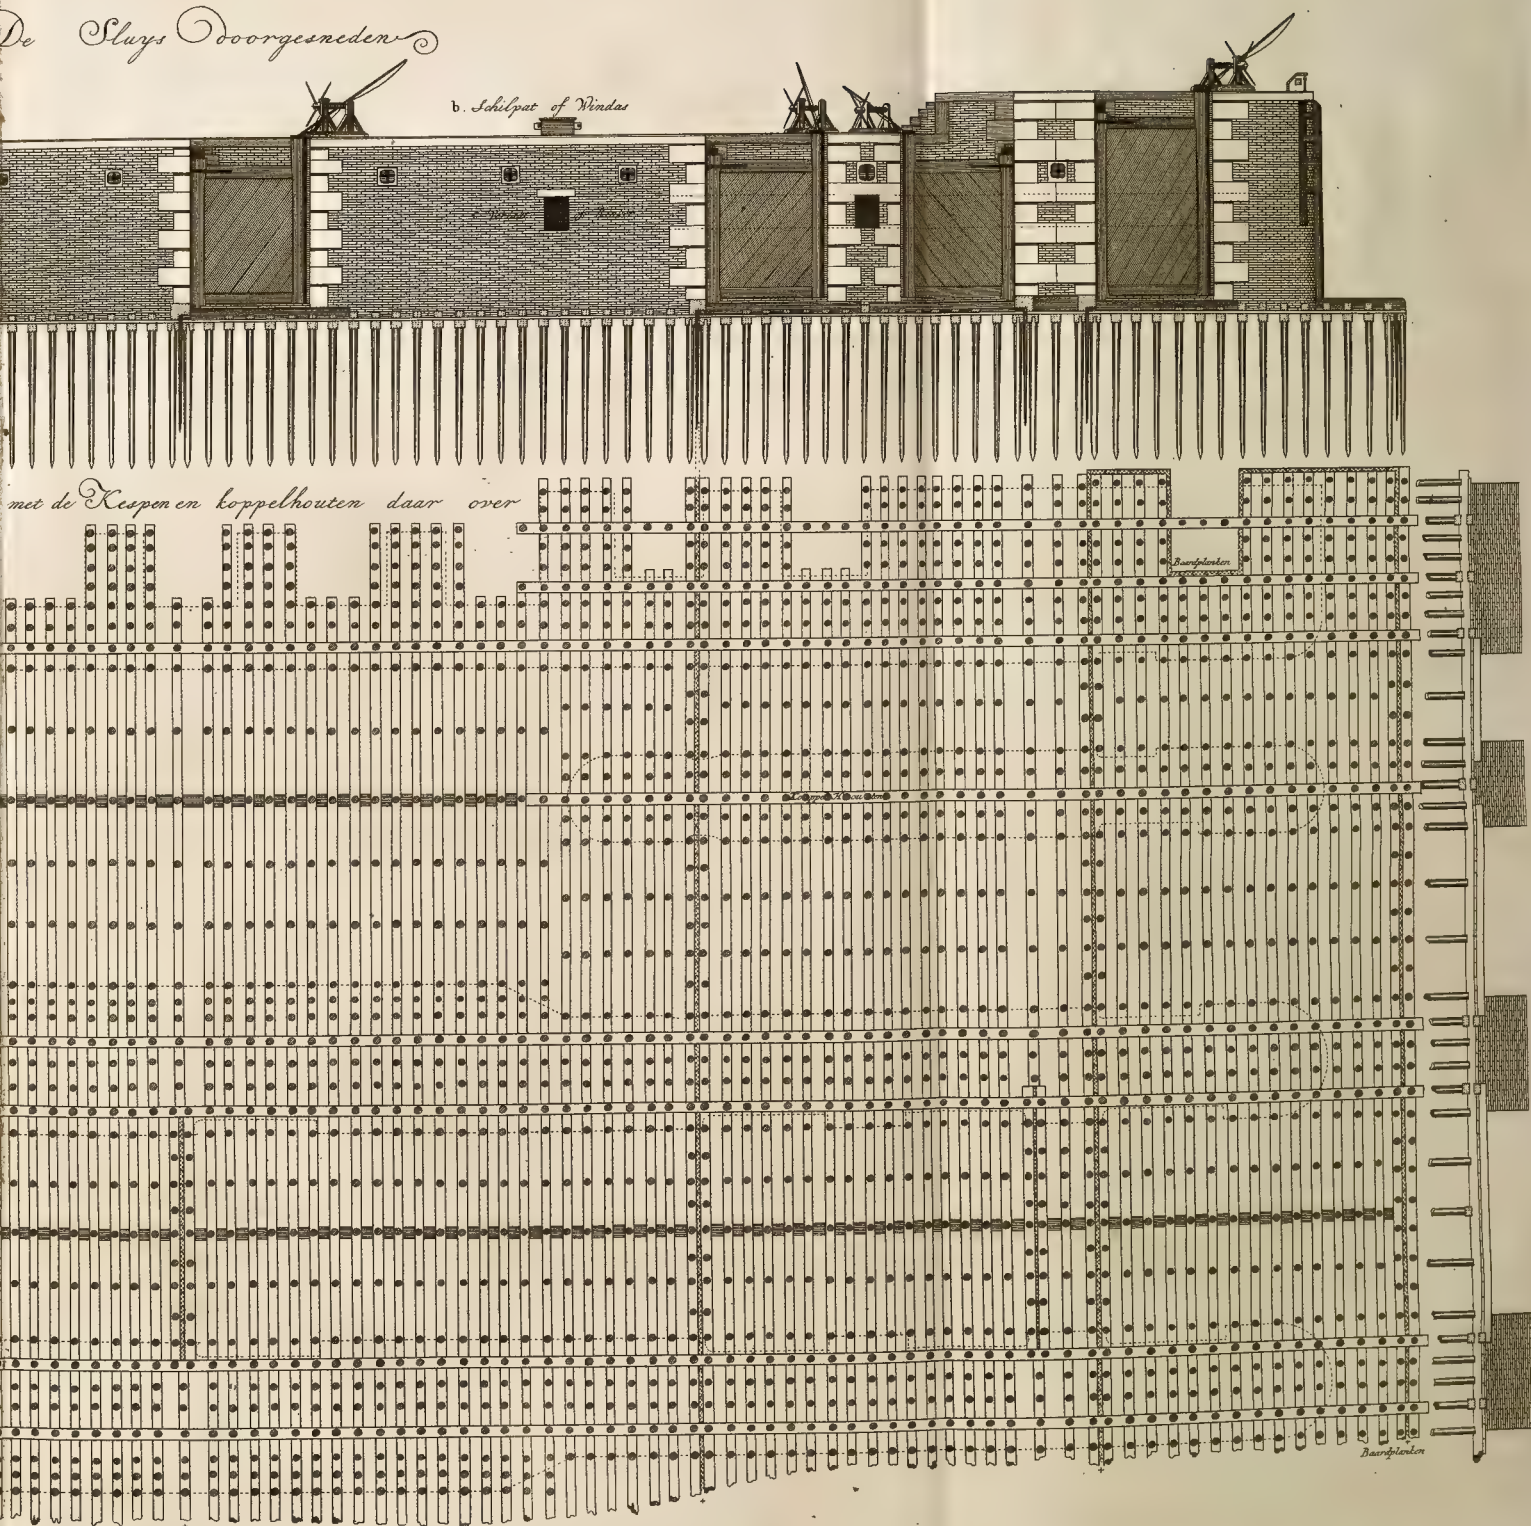 De Sluys doorgesneden
b. Schilpat of Windas
met de Kespen en koppelhouten daar over
Baardplanken
Baardplanken